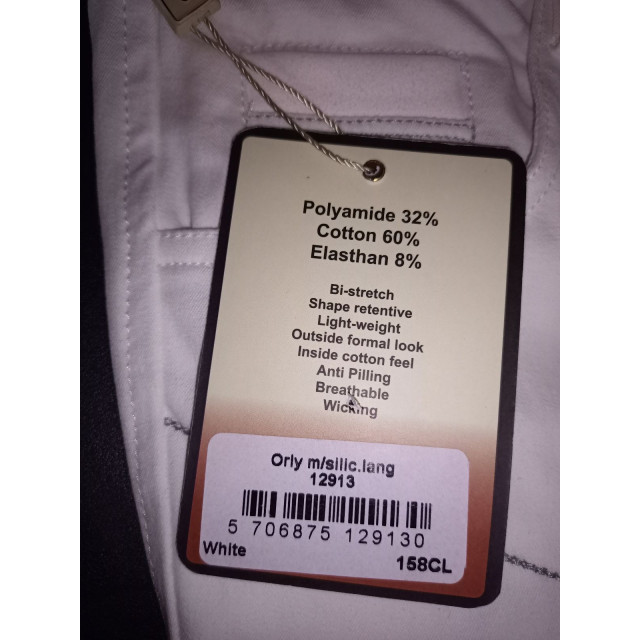 Polyamide 32%
Cotton 60%
Elasthan 8%
Bi-stretch
Shape retentive
Light-weight
Outside formal look
Inside cotton feel
Anti Pilling
Breathable
Wicking
Orly m/silic.lang
12913
5 706875 129130
White
158CL